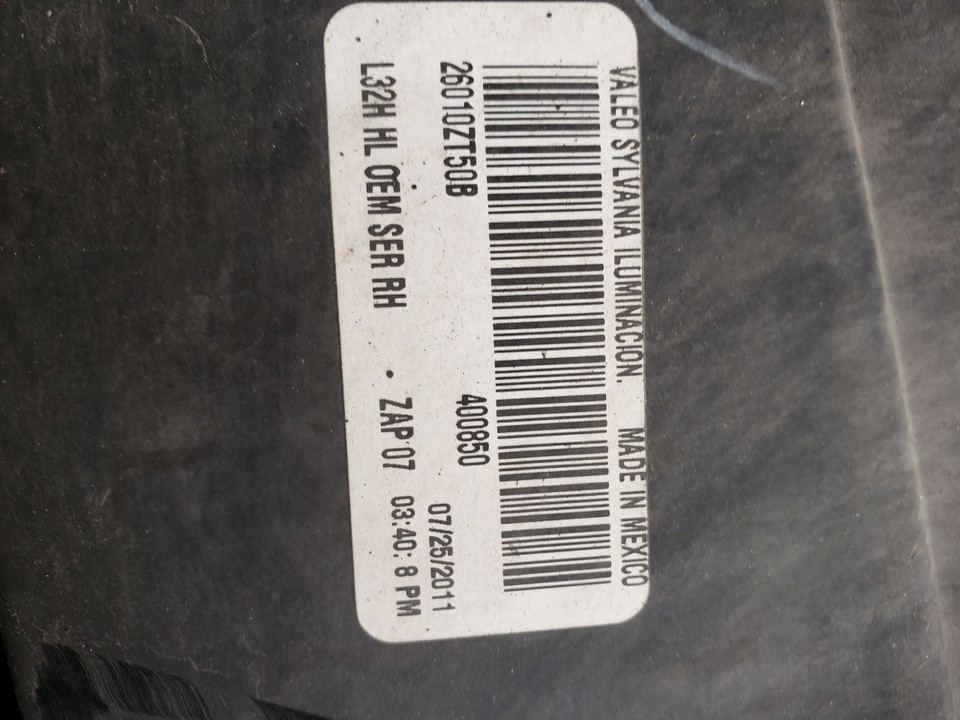 VALEO SYLVANIA ILUMINACION. MADE IN MEXICO
26010ZT50B 400850 07/25/2011
L32H HL OEM SER RH ZAP 07 03:40: 8 PM